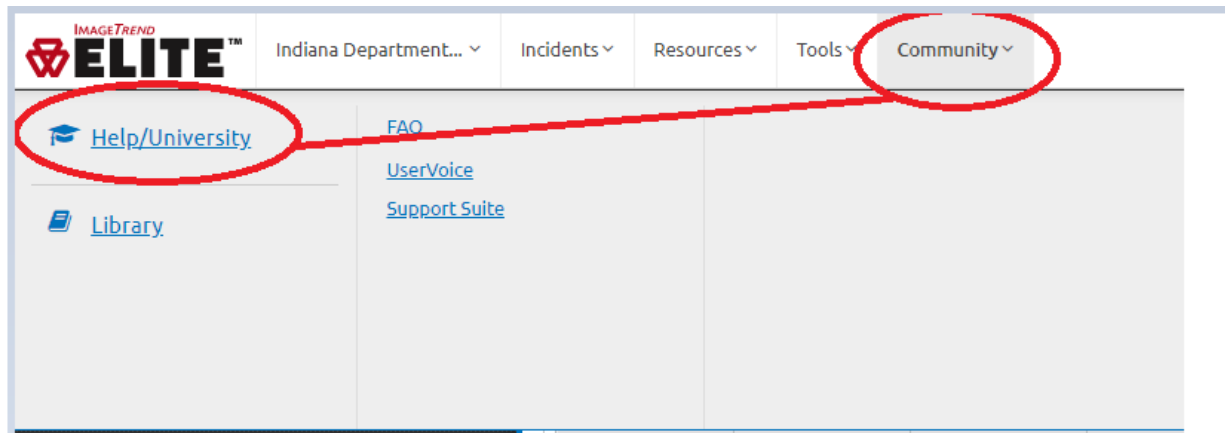 IMAGETREND
ELITE™
Indiana Department... Incidents Resources Tools Community
Help/University
FAQ
UserVoice
Support Suite
Library